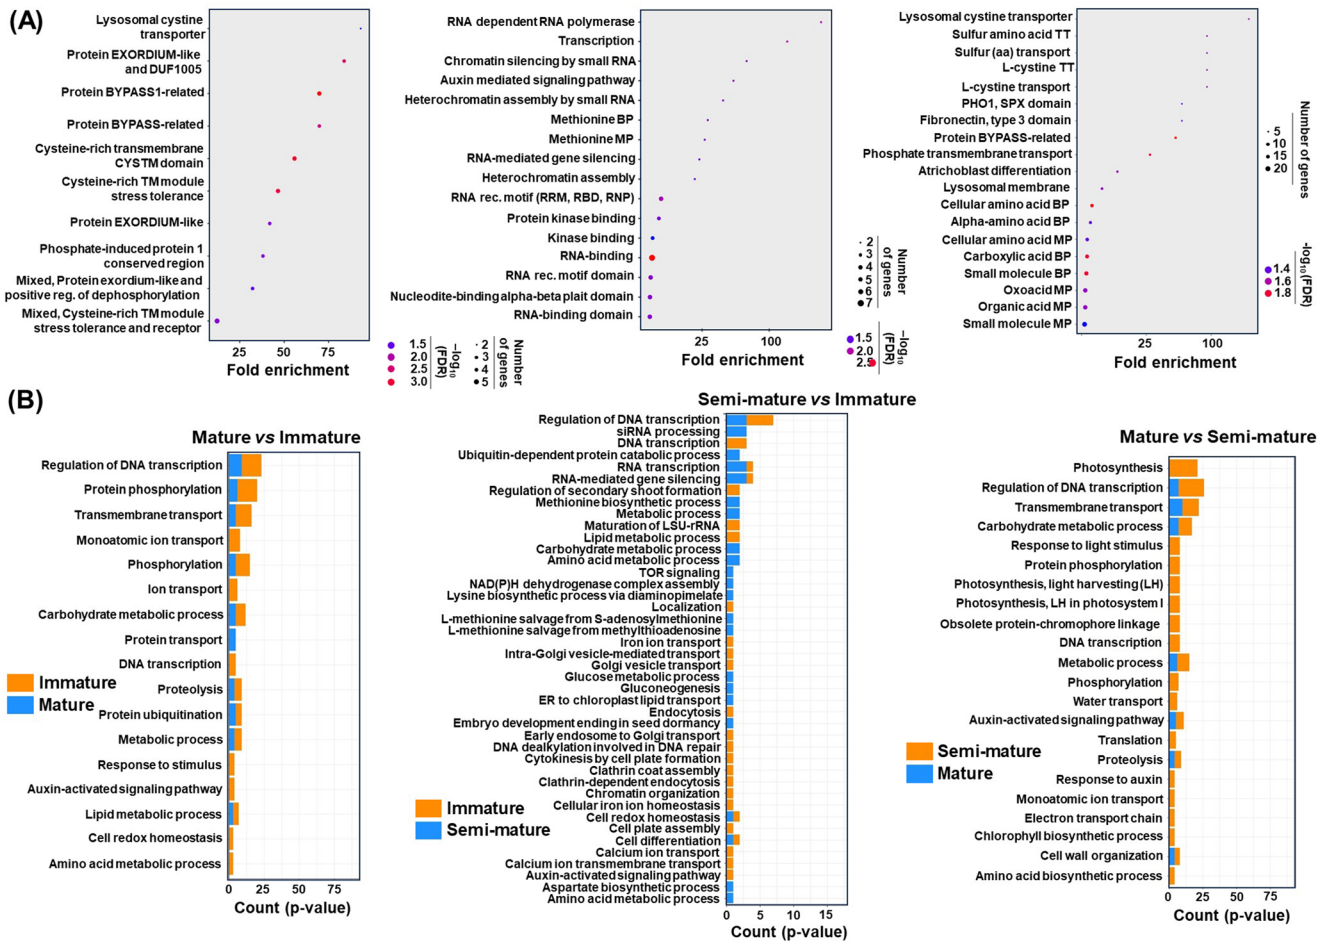 (A)
Lysosomal cystine
transporter
Protein EXORDIUM-like
and DUF1005
Protein BYPASS1-related
Protein BYPASS-related
Cysteine-rich transmembrane
CYSTM domain
Cysteine-rich TM module
stress tolerance
Protein EXORDIUM-like
Phosphate-induced protein 1
conserved region
Mixed, Protein exordium-like and
positive reg. of dephosphorylation
Mixed, Cysteine-rich TM module
stress tolerance and receptor
25 50 75
Fold enrichment
1.5
2.0
2.5
3.0
−log10
(FDR)
2
3
4
5
Number
of genes
RNA dependent RNA polymerase
Transcription
Chromatin silencing by small RNA
Auxin mediated signaling pathway
Heterochromatin assembly by small RNA
Methionine BP
Methionine MP
RNA-mediated gene silencing
Heterochromatin assembly
RNA rec. motif (RRM, RBD, RNP)
Protein kinase binding
Kinase binding
RNA-binding
RNA rec. motif domain
Nucleodite-binding alpha-beta plait domain
RNA-binding domain
25 100
Fold enrichment
2
3
4
5
6
7
Number
of genes
1.5
2.0
2.5
-log10
(FDR)
Lysosomal cystine transporter
Sulfur amino acid TT
Sulfur (aa) transport
L-cystine TT
L-cystine transport
PHO1, SPX domain
Fibronectin, type 3 domain
Protein BYPASS-related
Phosphate transmembrane transport
Atrichoblast differentiation
Lysosomal membrane
Cellular amino acid BP
Alpha-amino acid BP
Cellular amino acid MP
Carboxylic acid BP
Small molecule BP
Oxoacid MP
Organic acid MP
Small molecule MP
25 100
Fold enrichment
5
10
15
20
Number of genes
1.4
1.6
1.8
-log10 (FDR)
(B)
Mature vs Immature
Regulation of DNA transcription
Protein phosphorylation
Transmembrane transport
Monoatomic ion transport
Phosphorylation
Ion transport
Carbohydrate metabolic process
Protein transport
DNA transcription
Proteolysis
Protein ubiquitination
Metabolic process
Response to stimulus
Auxin-activated signaling pathway
Lipid metabolic process
Cell redox homeostasis
Amino acid metabolic process
0 25 50 75
Count (p-value)
Immature
Mature
Semi-mature vs Immature
Regulation of DNA transcription
siRNA processing
DNA transcription
Ubiquitin-dependent protein catabolic process
RNA transcription
RNA-mediated gene silencing
Regulation of secondary shoot formation
Methionine biosynthetic process
Metabolic process
Maturation of LSU-rRNA
Lipid metabolic process
Carbohydrate metabolic process
Amino acid metabolic process
TOR signaling
NAD(P)H dehydrogenase complex assembly
Lysine biosynthetic process via diaminopimelate
Localization
L-methionine salvage from S-adenosylmethionine
L-methionine salvage from methylthioadenosine
Iron ion transport
Intra-Golgi vesicle-mediated transport
Golgi vesicle transport
Glucose metabolic process
Gluconeogenesis
ER to chloroplast lipid transport
Endocytosis
Embryo development ending in seed dormancy
Early endosome to Golgi transport
DNA dealkylation involved in DNA repair
Cytokinesis by cell plate formation
Clathrin coat assembly
Clathrin-dependent endocytosis
Chromatin organization
Cellular iron ion homeostasis
Cell redox homeostasis
Cell plate assembly
Cell differentiation
Calcium ion transport
Calcium ion transmembrane transport
Auxin-activated signaling pathway
Aspartate biosynthetic process
Amino acid metabolic process
0 5 10 15
Count (p-value)
Immature
Semi-mature
Mature vs Semi-mature
Photosynthesis
Regulation of DNA transcription
Transmembrane transport
Carbohydrate metabolic process
Response to light stimulus
Protein phosphorylation
Photosynthesis, light harvesting (LH)
Photosynthesis, LH in photosystem I
Obsolete protein-chromophore linkage
DNA transcription
Metabolic process
Phosphorylation
Water transport
Auxin-activated signaling pathway
Translation
Proteolysis
Response to auxin
Monoatomic ion transport
Electron transport chain
Chlorophyll biosynthetic process
Cell wall organization
Amino acid biosynthetic process
0 25 50 75
Count (p-value)
Semi-mature
Mature